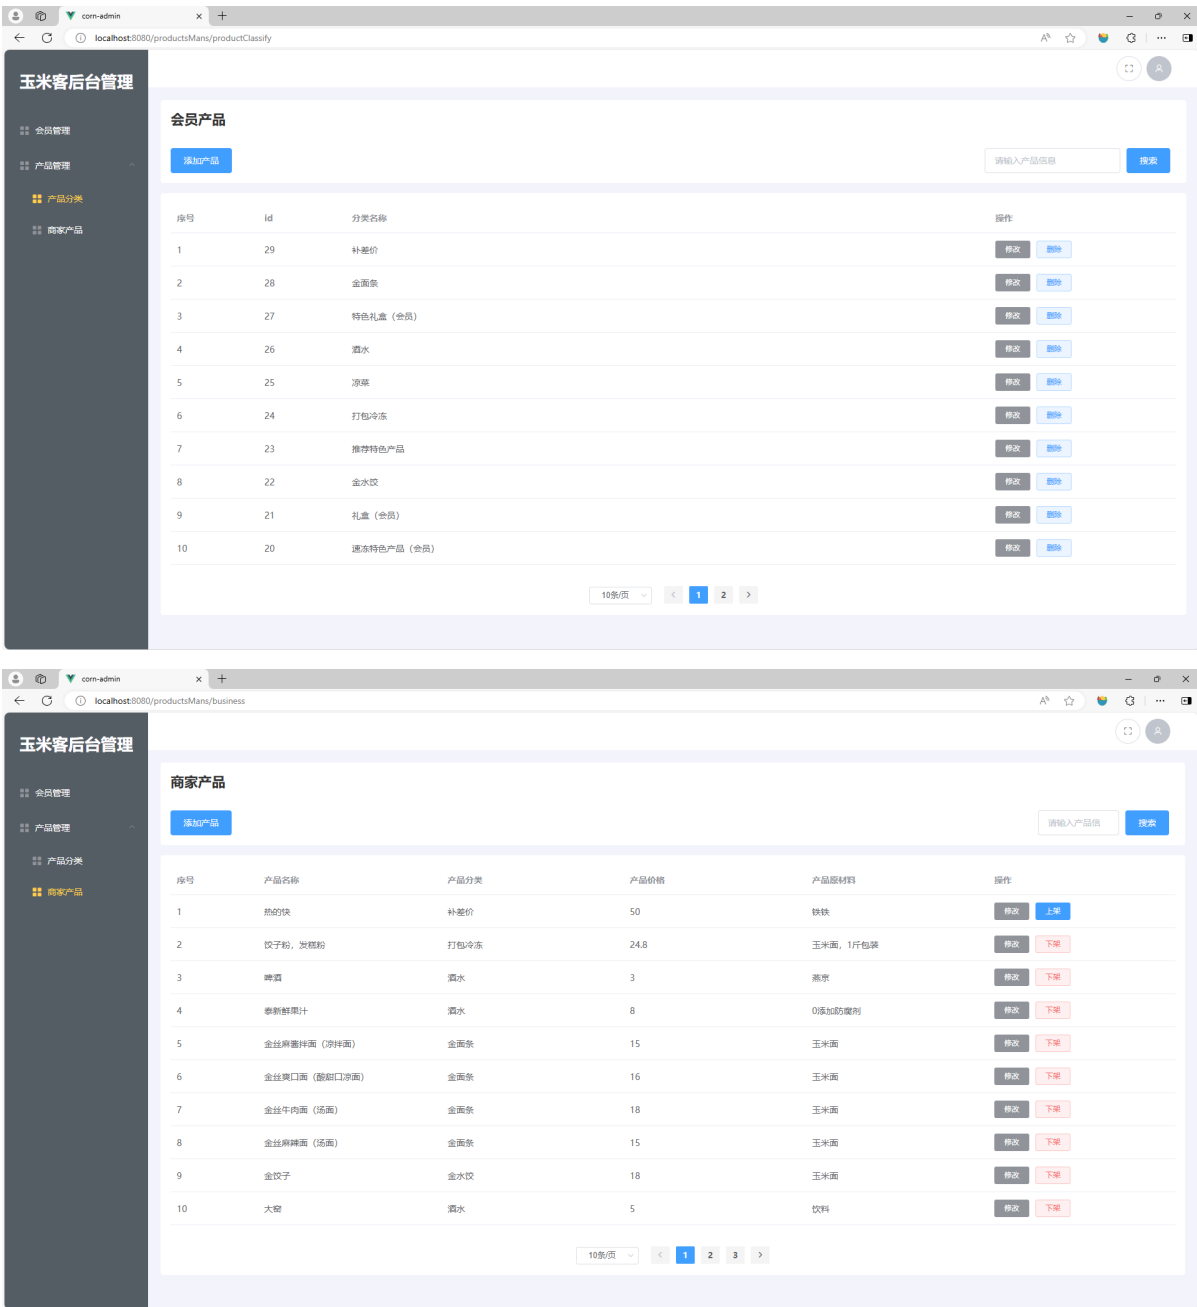 corn-admin
localhost:8080/productsMans/productClassify
玉米客后台管理
会员管理
产品管理
产品分类
商家产品
会员产品
添加产品
请输入产品信息
搜索
序号 id 分类名称 操作
1 29 补差价 修改 删除
2 28 金面条 修改 删除
3 27 特色礼盒（会员） 修改 删除
4 26 酒水 修改 删除
5 25 凉菜 修改 删除
6 24 打包冷冻 修改 删除
7 23 推荐特色产品 修改 删除
8 22 金水饺 修改 删除
9 21 礼盒（会员） 修改 删除
10 20 速冻特色产品（会员） 修改 删除
10条/页 1 2
corn-admin
localhost:8080/productsMans/business
玉米客后台管理
会员管理
产品管理
产品分类
商家产品
商家产品
添加产品
请输入产品信
搜索
序号 产品名称 产品分类 产品价格 产品原材料 操作
1 热的快 补差价 50 铁铁 修改 上架
2 饺子粉，发糕粉 打包冷冻 24.8 玉米面，1斤包装 修改 下架
3 啤酒 酒水 3 燕京 修改 下架
4 泰新鲜果汁 酒水 8 0添加防腐剂 修改 下架
5 金丝麻酱拌面（凉拌面） 金面条 15 玉米面 修改 下架
6 金丝爽口面（酸甜口凉面） 金面条 16 玉米面 修改 下架
7 金丝牛肉面（汤面） 金面条 18 玉米面 修改 下架
8 金丝麻辣面（汤面） 金面条 15 玉米面 修改 下架
9 金饺子 金水饺 18 玉米面 修改 下架
10 大窑 酒水 5 饮料 修改 下架
10条/页 1 2 3